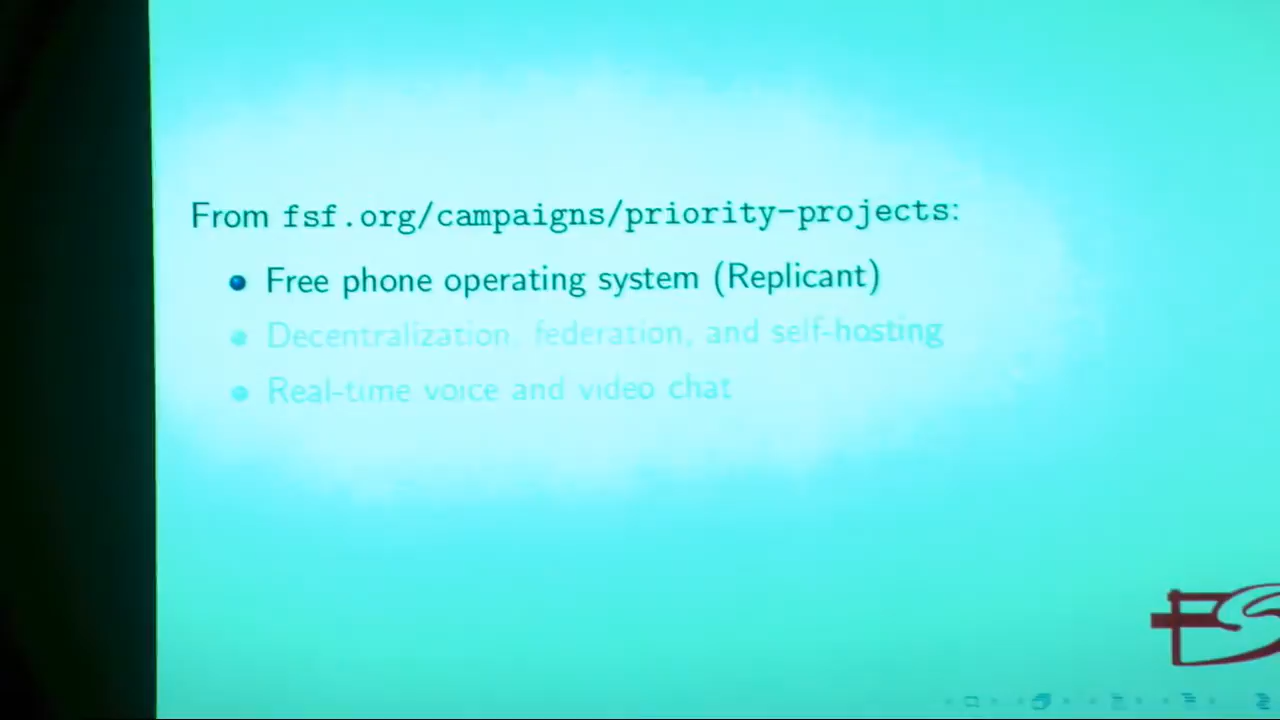 From fsf.org/campaigns/priority-projects:
Free phone operating system (Replicant)
Decentralization, federation, and self-hosting
Real-time voice and video chat